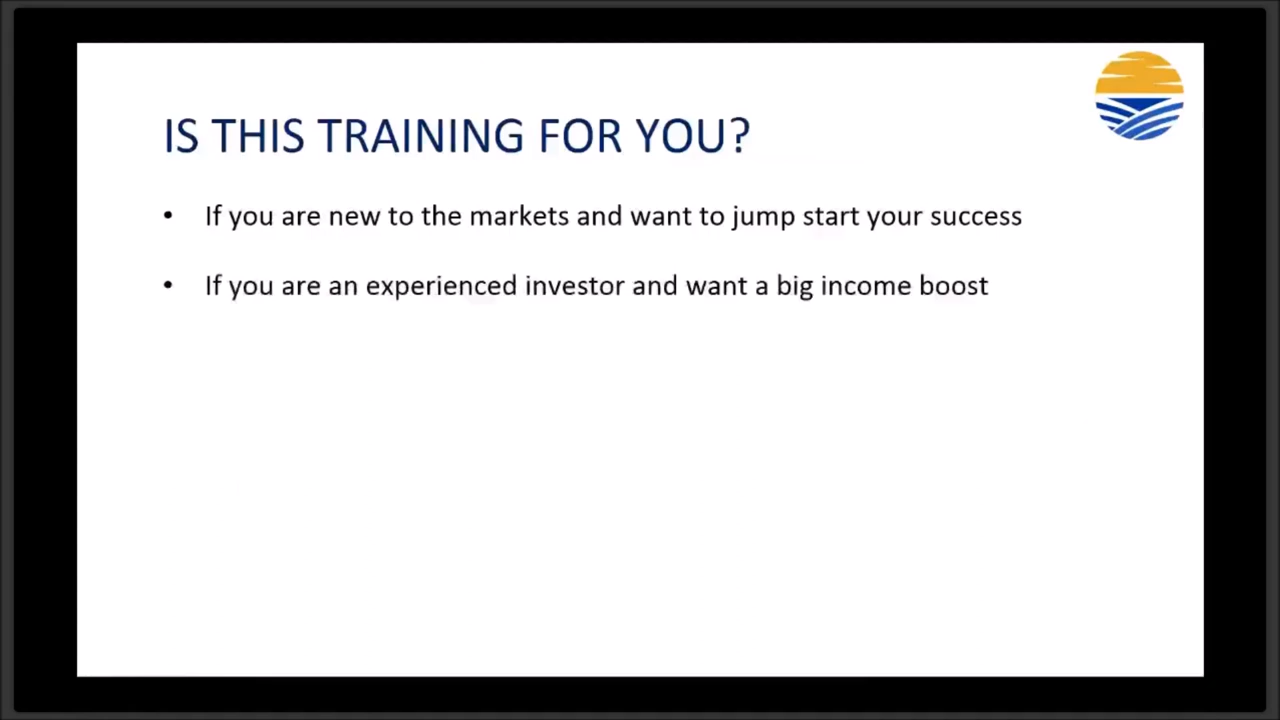 IS THIS TRAINING FOR YOU?
• If you are new to the markets and want to jump start your success
• If you are an experienced investor and want a big income boost